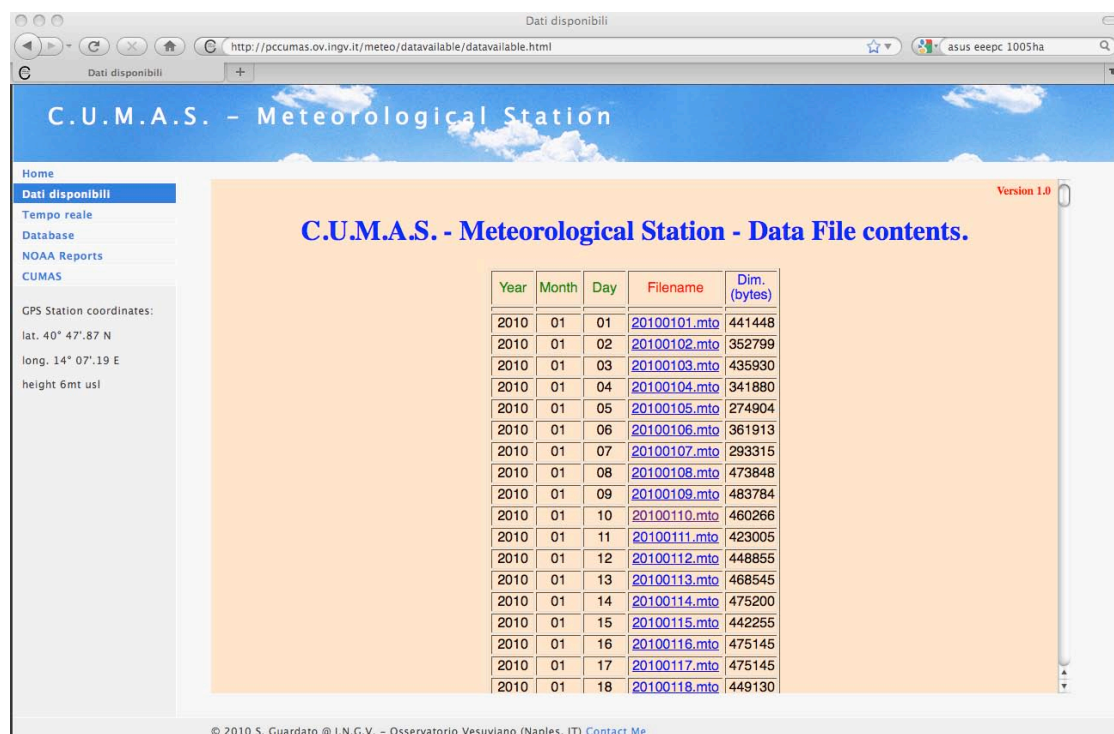 Dati disponibili
http://pccumas.ov.ingv.it/meteo/datavailable/datavailable.html
asus eeepc 1005ha
Dati disponibili
+
C.U.M.A.S. – Meteorological Station
Home
Dati disponibili
Tempo reale
Database
NOAA Reports
CUMAS
GPS Station coordinates:
lat. 40° 47'.87 N
long. 14° 07'.19 E
height 6mt usl
Version 1.0
C.U.M.A.S. - Meteorological Station - Data File contents.
Year Month Day Filename Dim. (bytes)
2010 01 01 20100101.mto 441448
2010 01 02 20100102.mto 352799
2010 01 03 20100103.mto 435930
2010 01 04 20100104.mto 341880
2010 01 05 20100105.mto 274904
2010 01 06 20100106.mto 361913
2010 01 07 20100107.mto 293315
2010 01 08 20100108.mto 473848
2010 01 09 20100109.mto 483784
2010 01 10 20100110.mto 460266
2010 01 11 20100111.mto 423005
2010 01 12 20100112.mto 448855
2010 01 13 20100113.mto 468545
2010 01 14 20100114.mto 475200
2010 01 15 20100115.mto 442255
2010 01 16 20100116.mto 475145
2010 01 17 20100117.mto 475145
2010 01 18 20100118.mto 449130
© 2010 S. Guardato @ I.N.G.V. – Osservatorio Vesuviano (Naples, IT) Contact Me